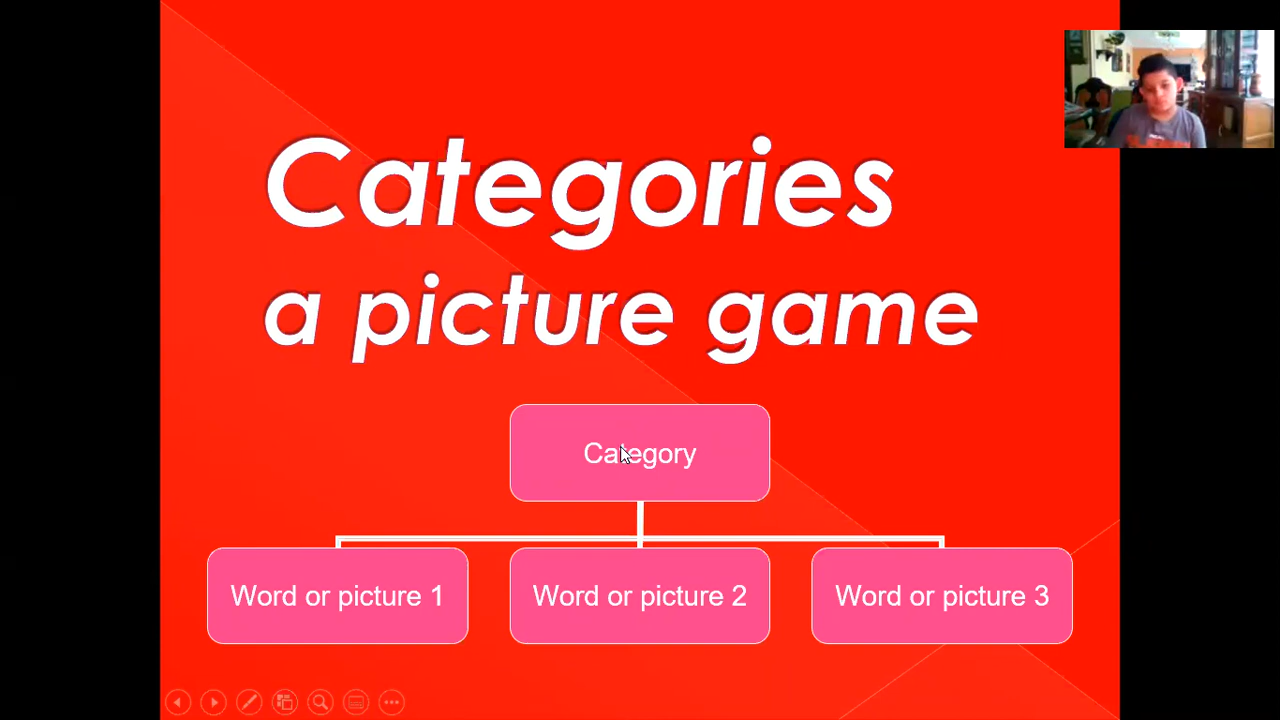 Categories
a picture game
Category
Word or picture 1
Word or picture 2
Word or picture 3